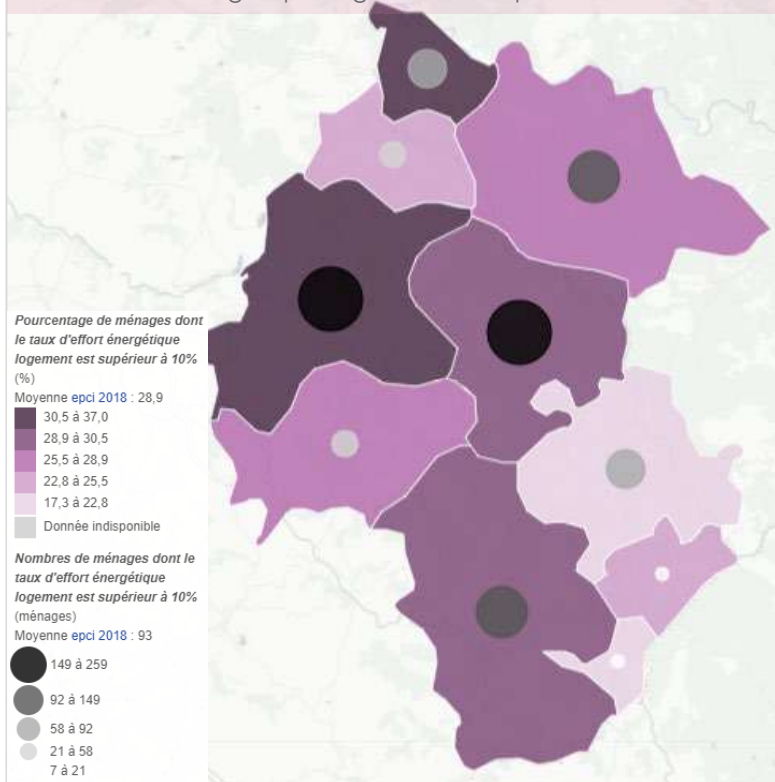 Pourcentage de ménages dont
le taux d'effort énergétique
logement est supérieur à 10%
(%)
Moyenne epci 2018 : 28,9
30,5 à 37,0
28,9 à 30,5
25,5 à 28,9
22,8 à 25,5
17,3 à 22,8
Donnée indisponible
Nombres de ménages dont le
taux d'effort énergétique
logement est supérieur à 10%
(ménages)
Moyenne epci 2018 : 93
149 à 259
92 à 149
58 à 92
21 à 58
7 à 21